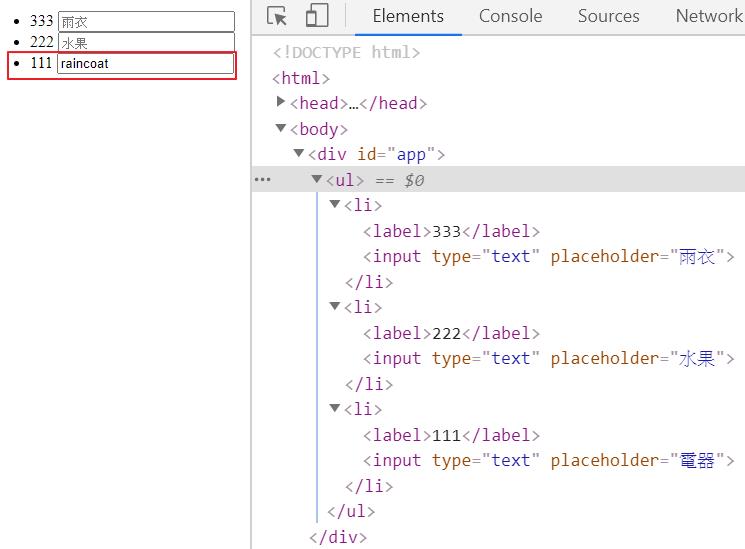 333 雨衣
222 水果
111 raincoat
Elements Console Sources Network
<!DOCTYPE html>
<html>
<head>…</head>
<body>
<div id="app">
<ul> == $0
<li>
<label>333</label>
<input type="text" placeholder="雨衣">
</li>
<li>
<label>222</label>
<input type="text" placeholder="水果">
</li>
<li>
<label>111</label>
<input type="text" placeholder="電器">
</li>
</ul>
</div>